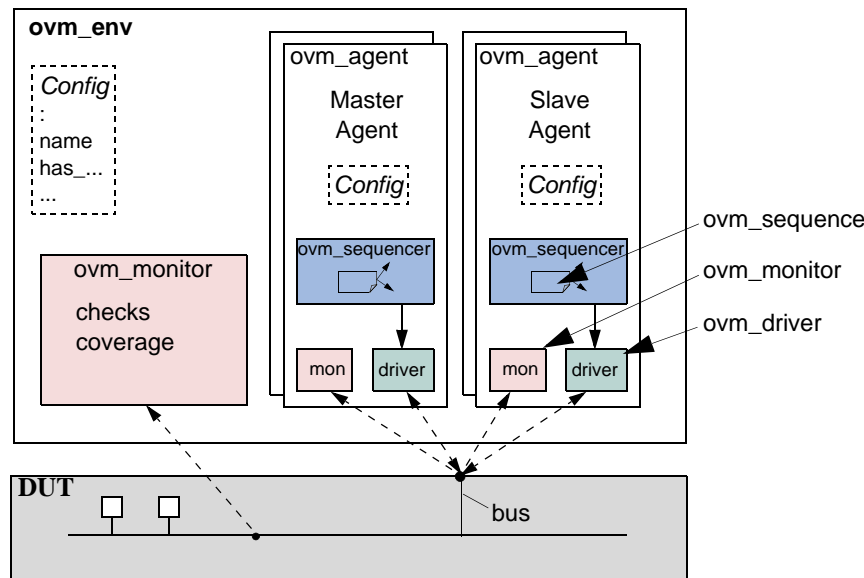 ovm_env
Config
:
name
has_...
...
ovm_monitor
checks
coverage
ovm_agent
Master
Agent
Config
ovm_sequencer
mon
driver
ovm_agent
Slave
Agent
Config
ovm_sequencer
mon
driver
ovm_sequence
ovm_monitor
ovm_driver
DUT
bus